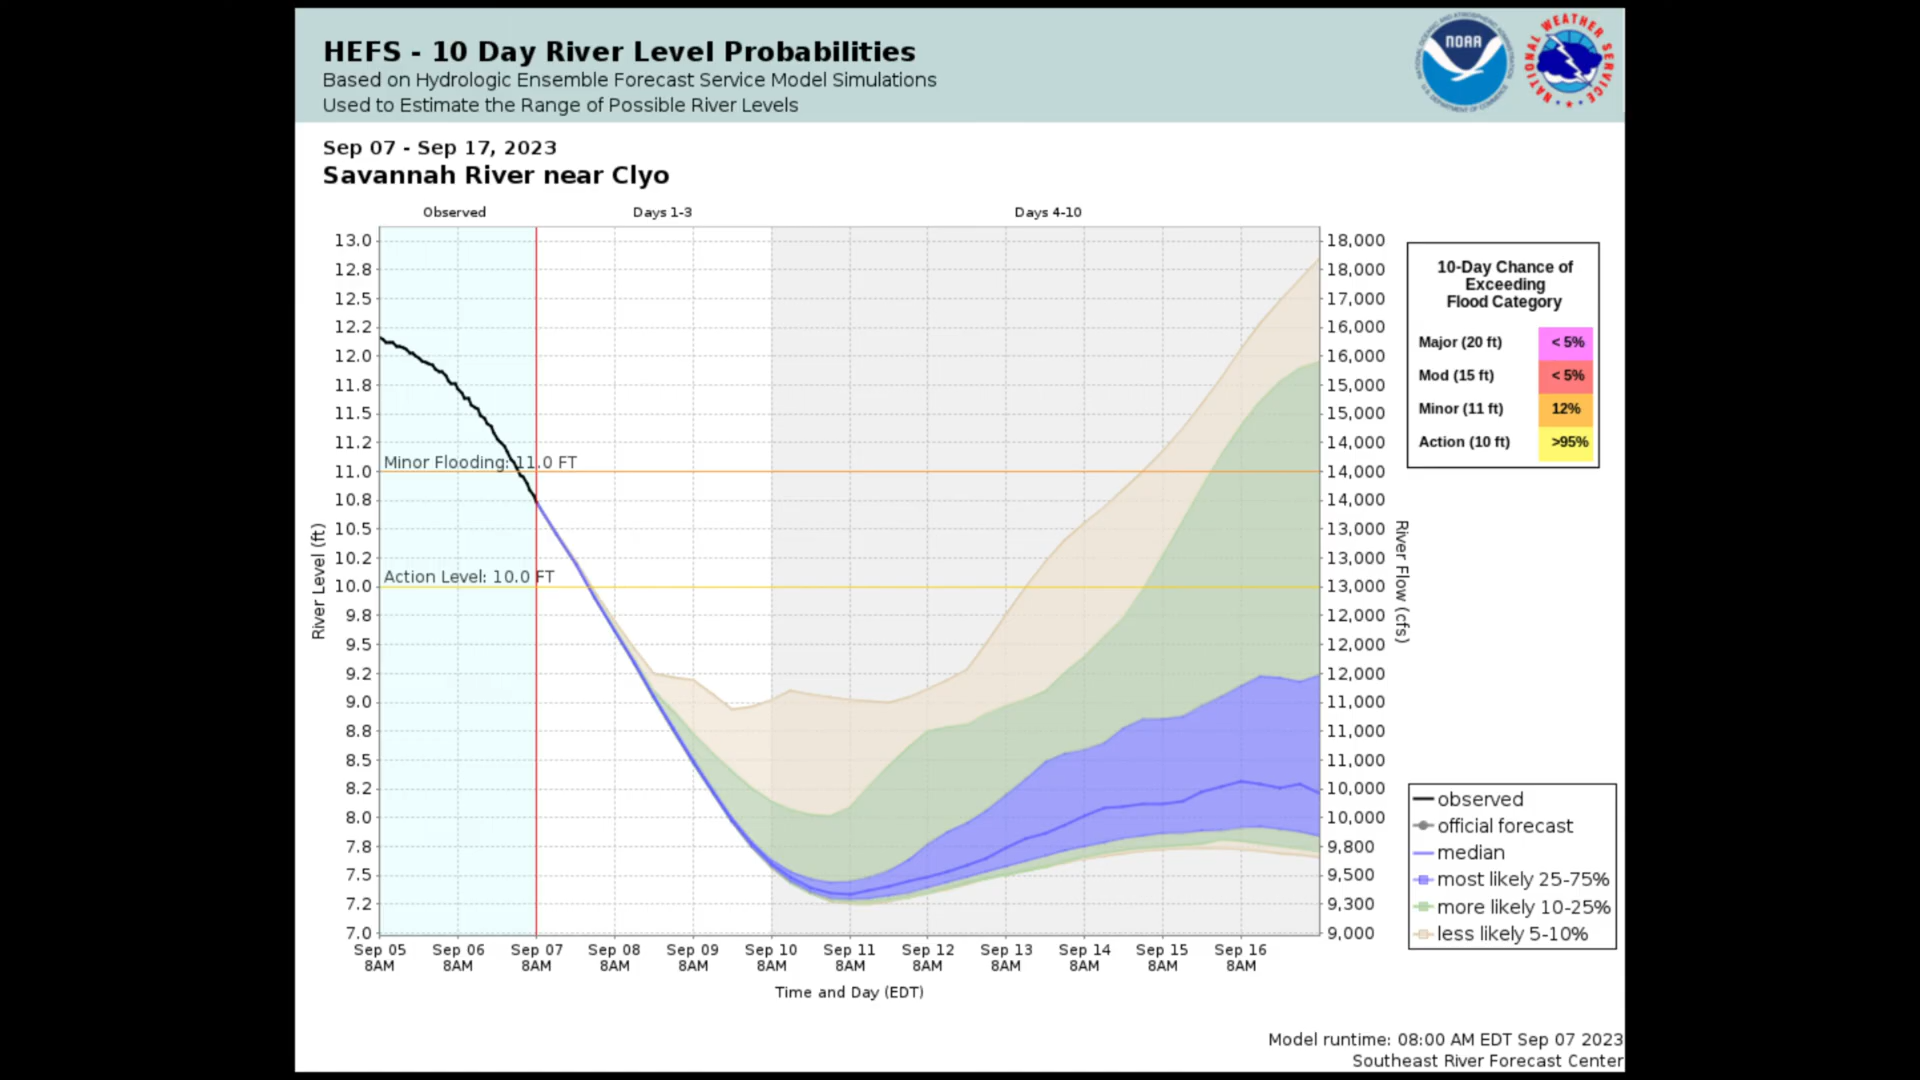 HEFS - 10 Day River Level Probabilities
Based on Hydrologic Ensemble Forecast Service Model Simulations
Used to Estimate the Range of Possible River Levels
NATIONAL OCEANIC AND ATMOSPHERIC ADMINISTRATION
NOAA
U.S. DEPARTMENT OF COMMERCE
NATIONAL WEATHER SERVICE
Sep 07 - Sep 17, 2023
Savannah River near Clyo
Observed
Days 1-3
Days 4-10
River Level (ft)
13.0
12.8
12.5
12.2
12.0
11.8
11.5
11.2
11.0
10.8
10.5
10.2
10.0
9.8
9.5
9.2
9.0
8.8
8.5
8.2
8.0
7.8
7.5
7.2
7.0
Minor Flooding: 11.0 FT
Action Level: 10.0 FT
18,000
18,000
17,000
16,000
16,000
15,000
15,000
14,000
14,000
14,000
13,000
13,000
13,000
12,000
12,000
12,000
11,000
11,000
11,000
10,000
10,000
9,800
9,500
9,300
9,000
River Flow (cfs)
Sep 05 Sep 06 Sep 07 Sep 08 Sep 09 Sep 10 Sep 11 Sep 12 Sep 13 Sep 14 Sep 15 Sep 16
8AM 8AM 8AM 8AM 8AM 8AM 8AM 8AM 8AM 8AM 8AM 8AM
Time and Day (EDT)
10-Day Chance of
Exceeding
Flood Category
Major (20 ft) < 5%
Mod (15 ft) < 5%
Minor (11 ft) 12%
Action (10 ft) >95%
observed
official forecast
median
most likely 25-75%
more likely 10-25%
less likely 5-10%
Model runtime: 08:00 AM EDT Sep 07 2023
Southeast River Forecast Center